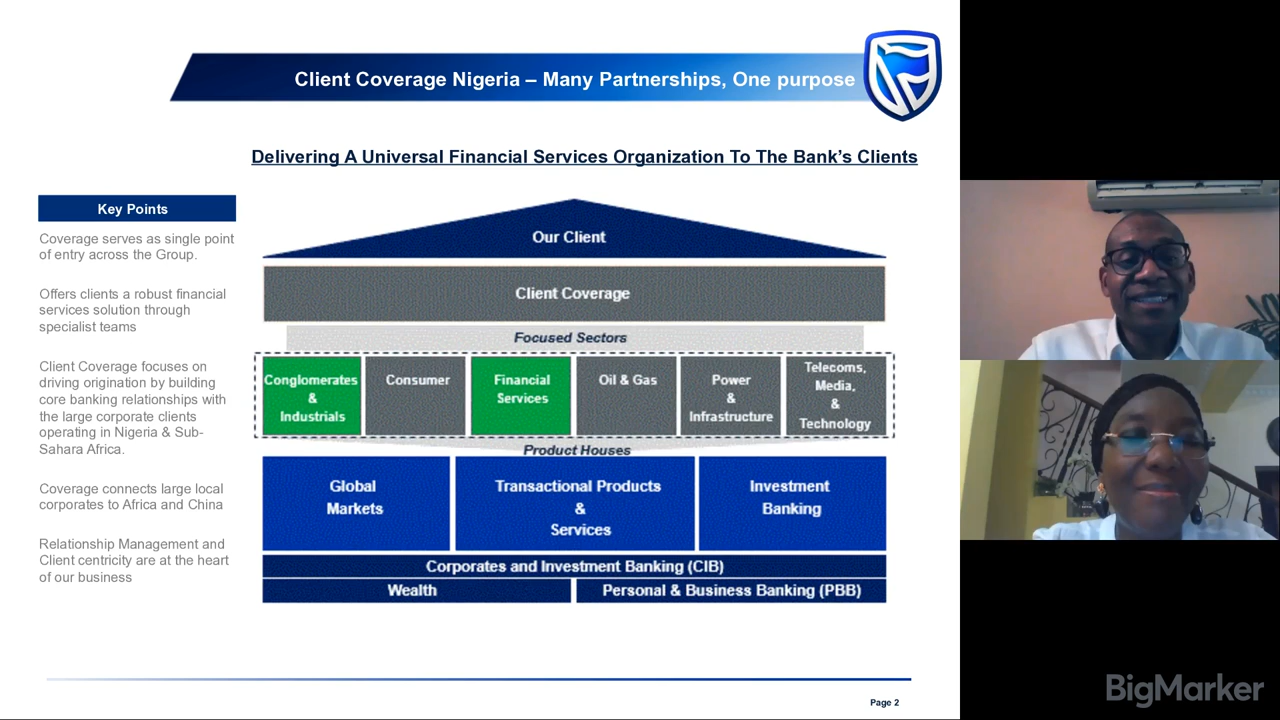 Client Coverage Nigeria – Many Partnerships, One purpose
Delivering A Universal Financial Services Organization To The Bank's Clients
Key Points
Coverage serves as single point
of entry across the Group.
Offers clients a robust financial
services solution through
specialist teams
Client Coverage focuses on
driving origination by building
core banking relationships with
the large corporate clients
operating in Nigeria & Sub-
Sahara Africa.
Coverage connects large local
corporates to Africa and China
Relationship Management and
Client centricity are at the heart
of our business
Our Client
Client Coverage
Focused Sectors
Conglomerates
&
Industrials
Consumer
Financial
Services
Oil & Gas
Power
&
Infrastructure
Telecoms,
Media,
&
Technology
Product Houses
Global
Markets
Transactional Products
&
Services
Investment
Banking
Corporates and Investment Banking (CIB)
Wealth
Personal & Business Banking (PBB)
Page 2
BigMarker